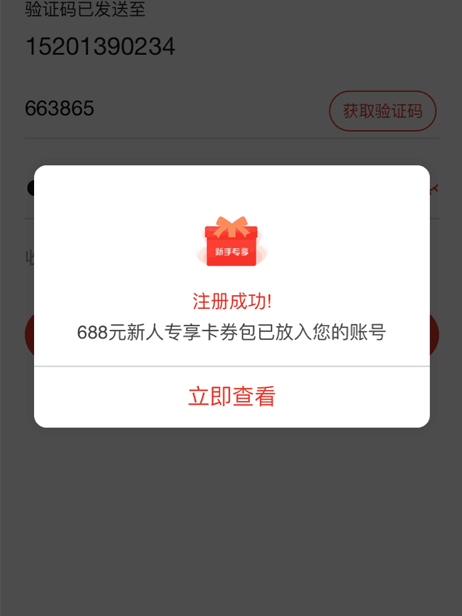 验证码已发送至
15201390234
663865
获取验证码
收
新手专享
注册成功!
688元新人专享卡券包已放入您的账号
立即查看